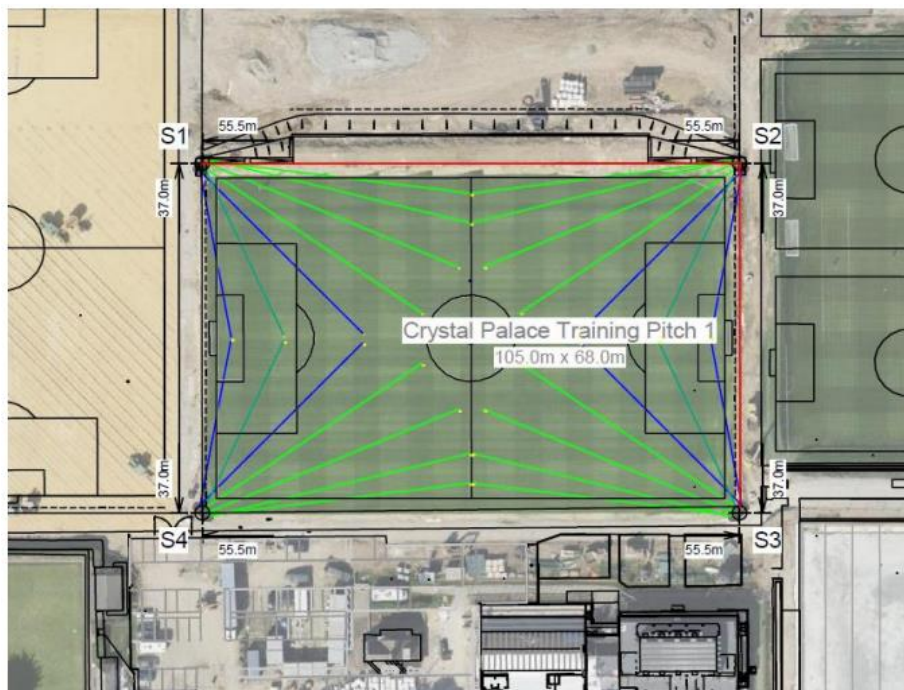 55.5m
55.5m
S1
S2
37.0m
37.0m
Crystal Palace Training Pitch 1
105.0m x 68.0m
37.0m
37.0m
S4
S3
55.5m
55.5m